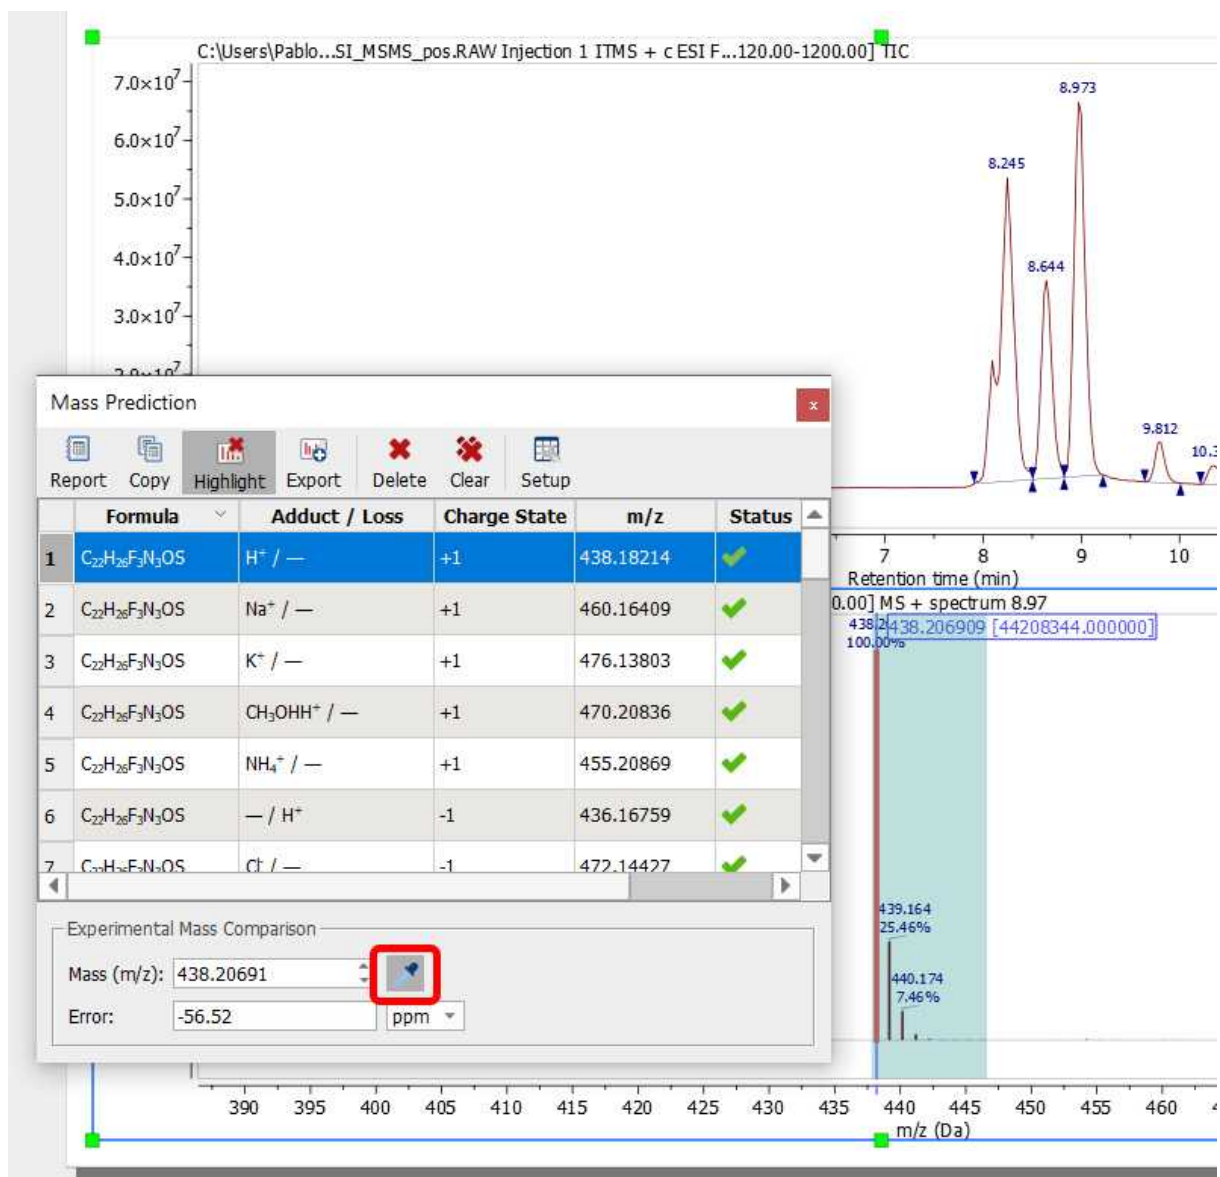 C:\Users\Pablo...SI_MSMS_pos.RAW Injection 1 ITMS + c ESI F...120.00-1200.00] TIC
7.0×10⁷
6.0×10⁷
5.0×10⁷
4.0×10⁷
3.0×10⁷
8.973
8.245
8.644
9.812
10.3
7 8 9 10
Retention time (min)
Mass Prediction
x
Report Copy Highlight Export Delete Clear Setup
Formula Adduct / Loss Charge State m/z Status
1 C₂₂H₂₆F₃N₃OS H⁺ / — +1 438.18214
2 C₂₂H₂₆F₃N₃OS Na⁺ / — +1 460.16409
3 C₂₂H₂₆F₃N₃OS K⁺ / — +1 476.13803
4 C₂₂H₂₆F₃N₃OS CH₃OHH⁺ / — +1 470.20836
5 C₂₂H₂₆F₃N₃OS NH₄⁺ / — +1 455.20869
6 C₂₂H₂₆F₃N₃OS — / H⁺ -1 436.16759
7 C₂₂H₂₆F₃N₃OS Cl⁻ / — -1 472.14427
Experimental Mass Comparison
Mass (m/z): 438.20691
Error: -56.52 ppm
0.00] MS + spectrum 8.97
438.2
438.206909 [44208344.000000]
100.00%
439.164
25.46%
440.174
7.46%
390 395 400 405 410 415 420 425 430 435 440 445 450 455 460
m/z (Da)